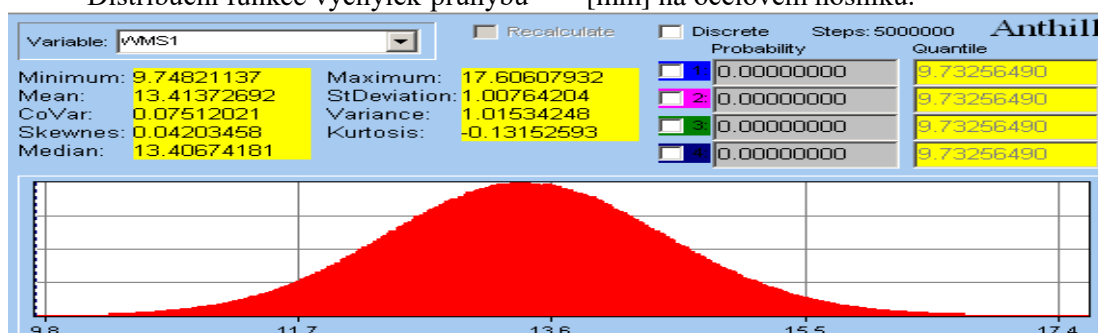 Distribuční funkce výchylek průhybu [mm] na ocelovém nosníku.
Variable: WMS1 Recalculate Discrete Steps: 5000000 Anthill
Probability Quantile
Minimum: 9.74821137 Maximum: 17.60607932 1: 0.00000000 9.73256490
Mean: 13.41372692 StDeviation: 1.00764204 2: 0.00000000 9.73256490
CoVar: 0.07512021 Variance: 1.01534248
Skewnes: 0.04203458 Kurtosis: -0.13152593 3: 0.00000000 9.73256490
Median: 13.40674181 4: 0.00000000 9.73256490
9.8 11.7 13.6 15.5 17.4